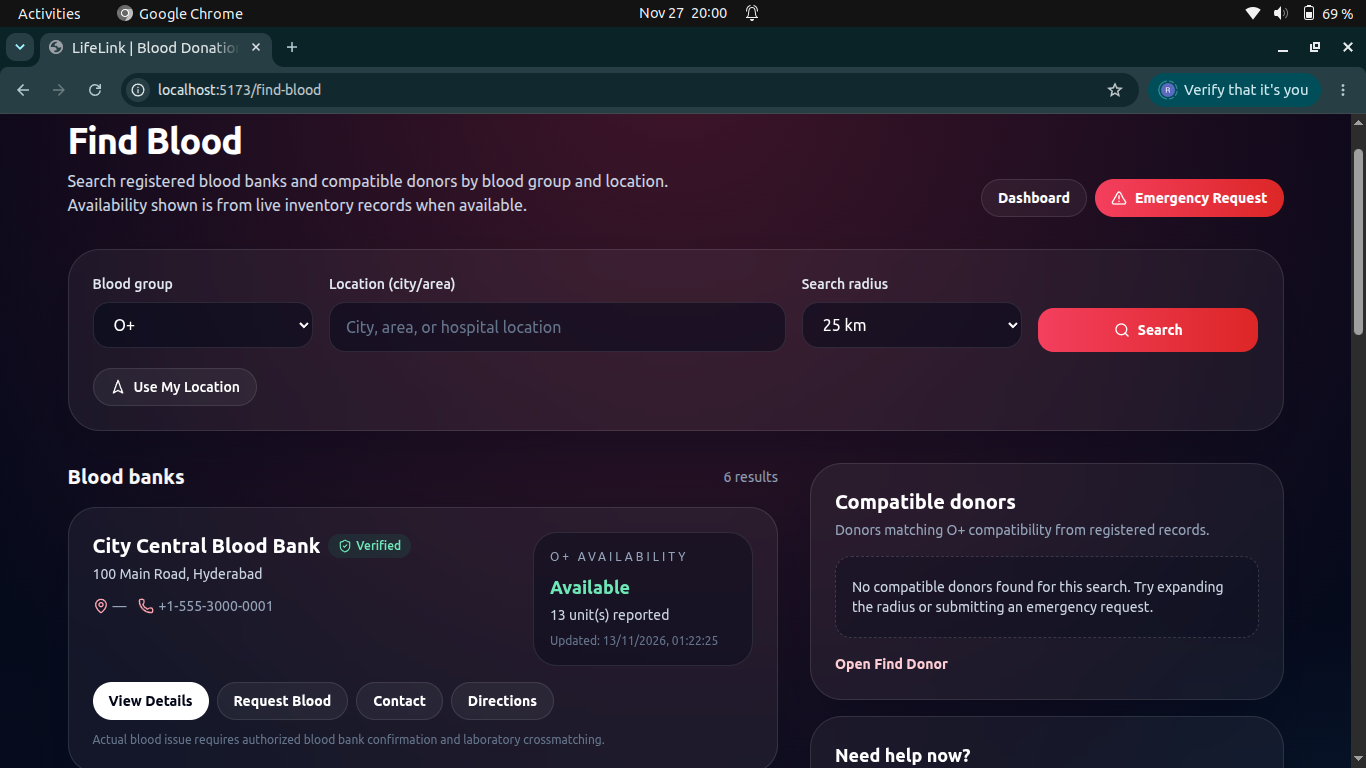 Activities
Google Chrome
Nov 27 20:00
69 %
LifeLink | Blood Donatio
localhost:5173/find-blood
R
Verify that it's you
Find Blood
Search registered blood banks and compatible donors by blood group and location.
Availability shown is from live inventory records when available.
Dashboard
Emergency Request
Blood group
Location (city/area)
Search radius
O+
City, area, or hospital location
25 km
Search
Use My Location
Blood banks
6 results
City Central Blood Bank
Verified
100 Main Road, Hyderabad
—
+1-555-3000-0001
O+ AVAILABILITY
Available
13 unit(s) reported
Updated: 13/11/2026, 01:22:25
View Details
Request Blood
Contact
Directions
Actual blood issue requires authorized blood bank confirmation and laboratory crossmatching.
Compatible donors
Donors matching O+ compatibility from registered records.
No compatible donors found for this search. Try expanding
the radius or submitting an emergency request.
Open Find Donor
Need help now?